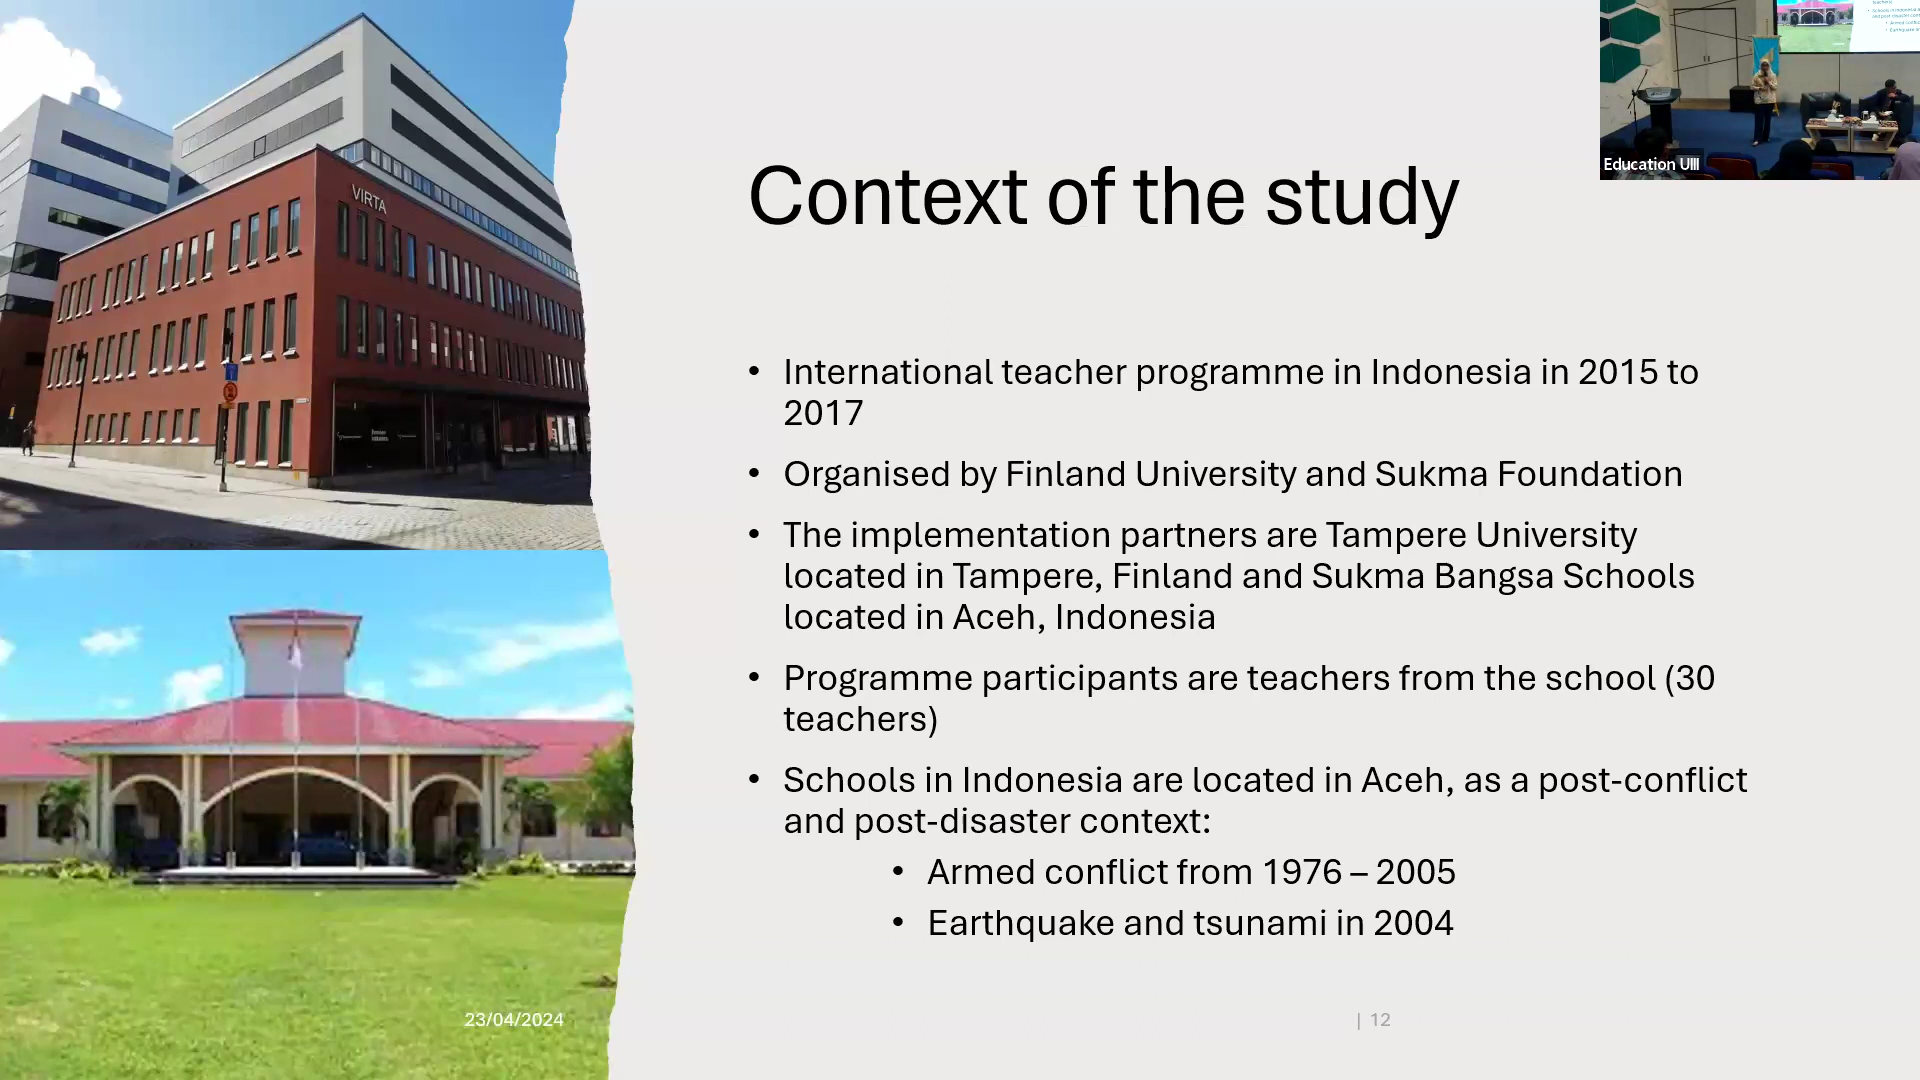 VIRTA
Education UIII
Context of the study
• International teacher programme in Indonesia in 2015 to
2017
• Organised by Finland University and Sukma Foundation
• The implementation partners are Tampere University
located in Tampere, Finland and Sukma Bangsa Schools
located in Aceh, Indonesia
• Programme participants are teachers from the school (30
teachers)
• Schools in Indonesia are located in Aceh, as a post-conflict
and post-disaster context:
• Armed conflict from 1976 – 2005
• Earthquake and tsunami in 2004
23/04/2024
| 12